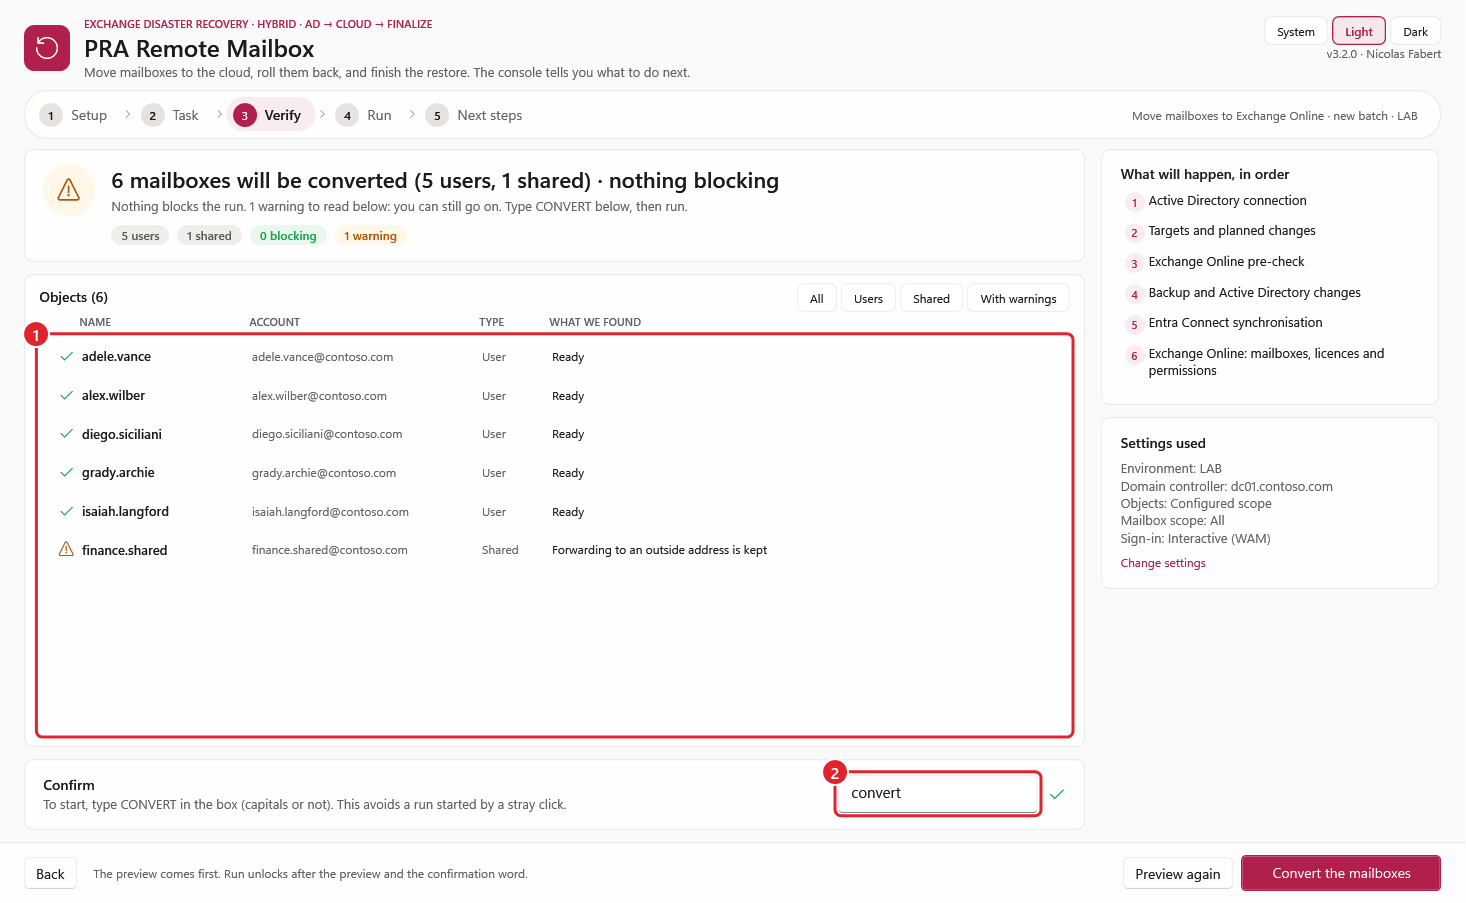 EXCHANGE DISASTER RECOVERY · HYBRID · AD → CLOUD → FINALIZE
PRA Remote Mailbox
Move mailboxes to the cloud, roll them back, and finish the restore. The console tells you what to do next.
System Light Dark
v3.2.0 · Nicolas Fabert
1 Setup 2 Task 3 Verify 4 Run 5 Next steps
Move mailboxes to Exchange Online · new batch · LAB
6 mailboxes will be converted (5 users, 1 shared) · nothing blocking
Nothing blocks the run. 1 warning to read below: you can still go on. Type CONVERT below, then run.
5 users 1 shared 0 blocking 1 warning
Objects (6)
All Users Shared With warnings
NAME ACCOUNT TYPE WHAT WE FOUND
1
adele.vance adele.vance@contoso.com User Ready
alex.wilber alex.wilber@contoso.com User Ready
diego.siciliani diego.siciliani@contoso.com User Ready
grady.archie grady.archie@contoso.com User Ready
isaiah.langford isaiah.langford@contoso.com User Ready
finance.shared finance.shared@contoso.com Shared Forwarding to an outside address is kept
Confirm
To start, type CONVERT in the box (capitals or not). This avoids a run started by a stray click.
2
convert
What will happen, in order
1 Active Directory connection
2 Targets and planned changes
3 Exchange Online pre-check
4 Backup and Active Directory changes
5 Entra Connect synchronisation
6 Exchange Online: mailboxes, licences and
permissions
Settings used
Environment: LAB
Domain controller: dc01.contoso.com
Objects: Configured scope
Mailbox scope: All
Sign-in: Interactive (WAM)
Change settings
Back
The preview comes first. Run unlocks after the preview and the confirmation word.
Preview again
Convert the mailboxes